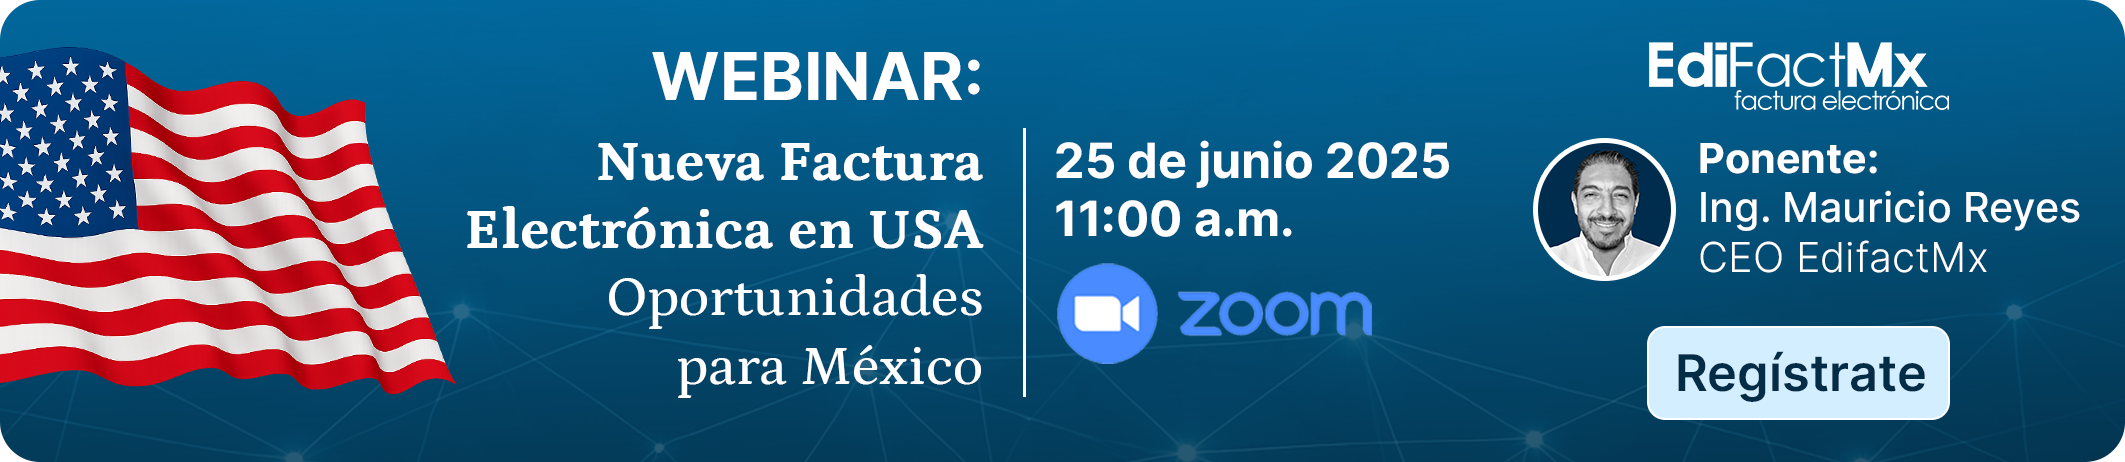 WEBINAR:
Nueva Factura
Electrónica en USA
Oportunidades
para México
25 de junio 2025
11:00 a.m.
zoom
EdiFactMx
factura electrónica
Ponente:
Ing. Mauricio Reyes
CEO EdifactMx
Regístrate